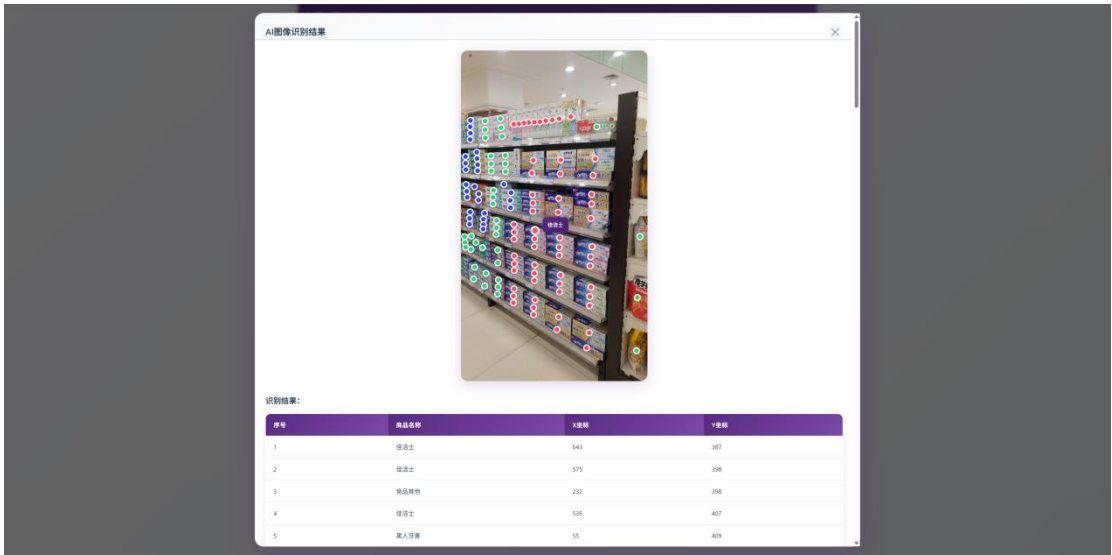 AI图像识别结果
佳洁士
识别结果：
序号 商品名称 X坐标 Y坐标
1 佳洁士 643 387
2 佳洁士 575 398
3 竞品其他 232 398
4 佳洁士 535 407
5 黑人牙膏 55 409